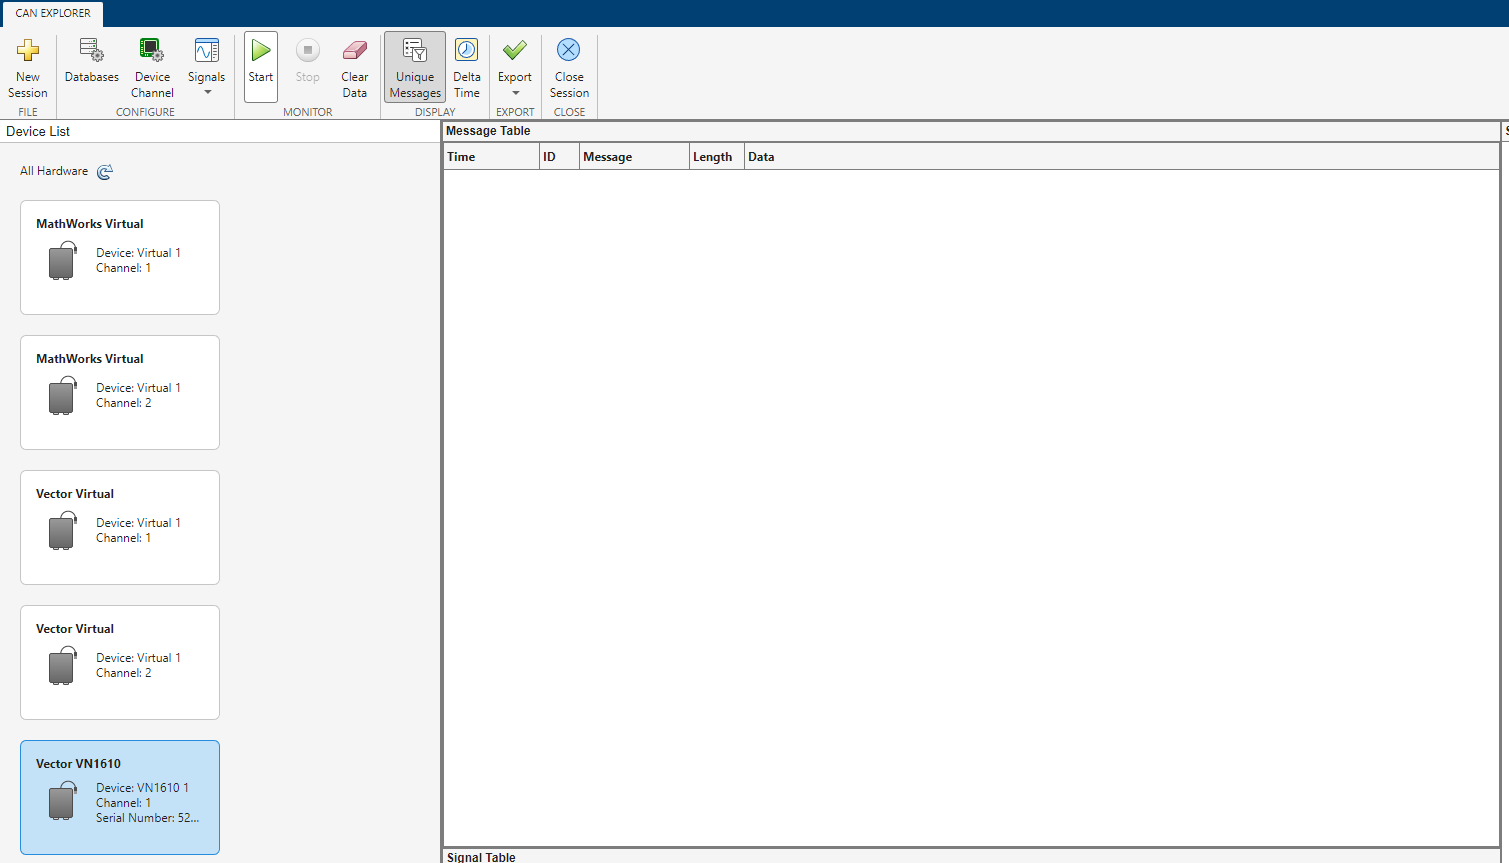 CAN EXPLORER
New
Session
Databases
Device
Channel
Signals
Start
Stop
Clear
Data
Unique
Messages
Delta
Time
Export
Close
Session
FILE
CONFIGURE
MONITOR
DISPLAY
EXPORT
CLOSE
Device List
All Hardware
MathWorks Virtual
Device: Virtual 1
Channel: 1
MathWorks Virtual
Device: Virtual 1
Channel: 2
Vector Virtual
Device: Virtual 1
Channel: 1
Vector Virtual
Device: Virtual 1
Channel: 2
Vector VN1610
Device: VN1610 1
Channel: 1
Serial Number: 52...
Message Table
Time ID Message Length Data
Signal Table